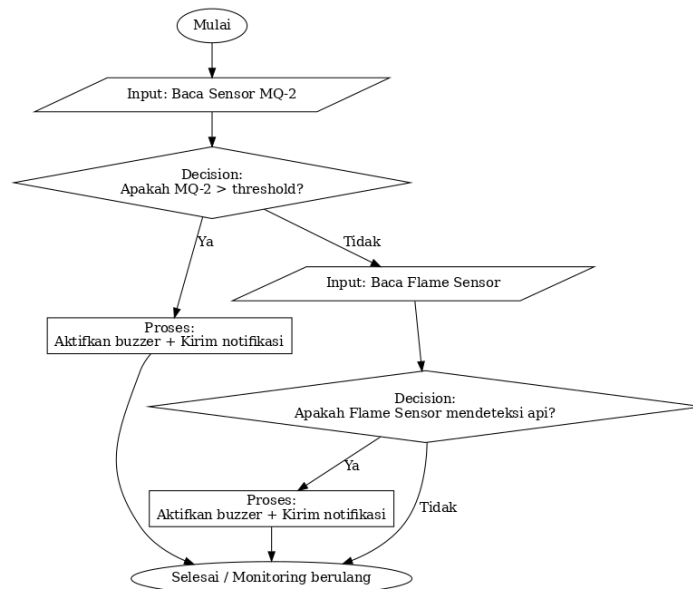 Mulai
Input: Baca Sensor MQ-2
Decision:
Apakah MQ-2 > threshold?
Ya
Tidak
Input: Baca Flame Sensor
Proses:
Aktifkan buzzer + Kirim notifikasi
Decision:
Apakah Flame Sensor mendeteksi api?
Ya
Proses:
Aktifkan buzzer + Kirim notifikasi
Tidak
Selesai / Monitoring berulang